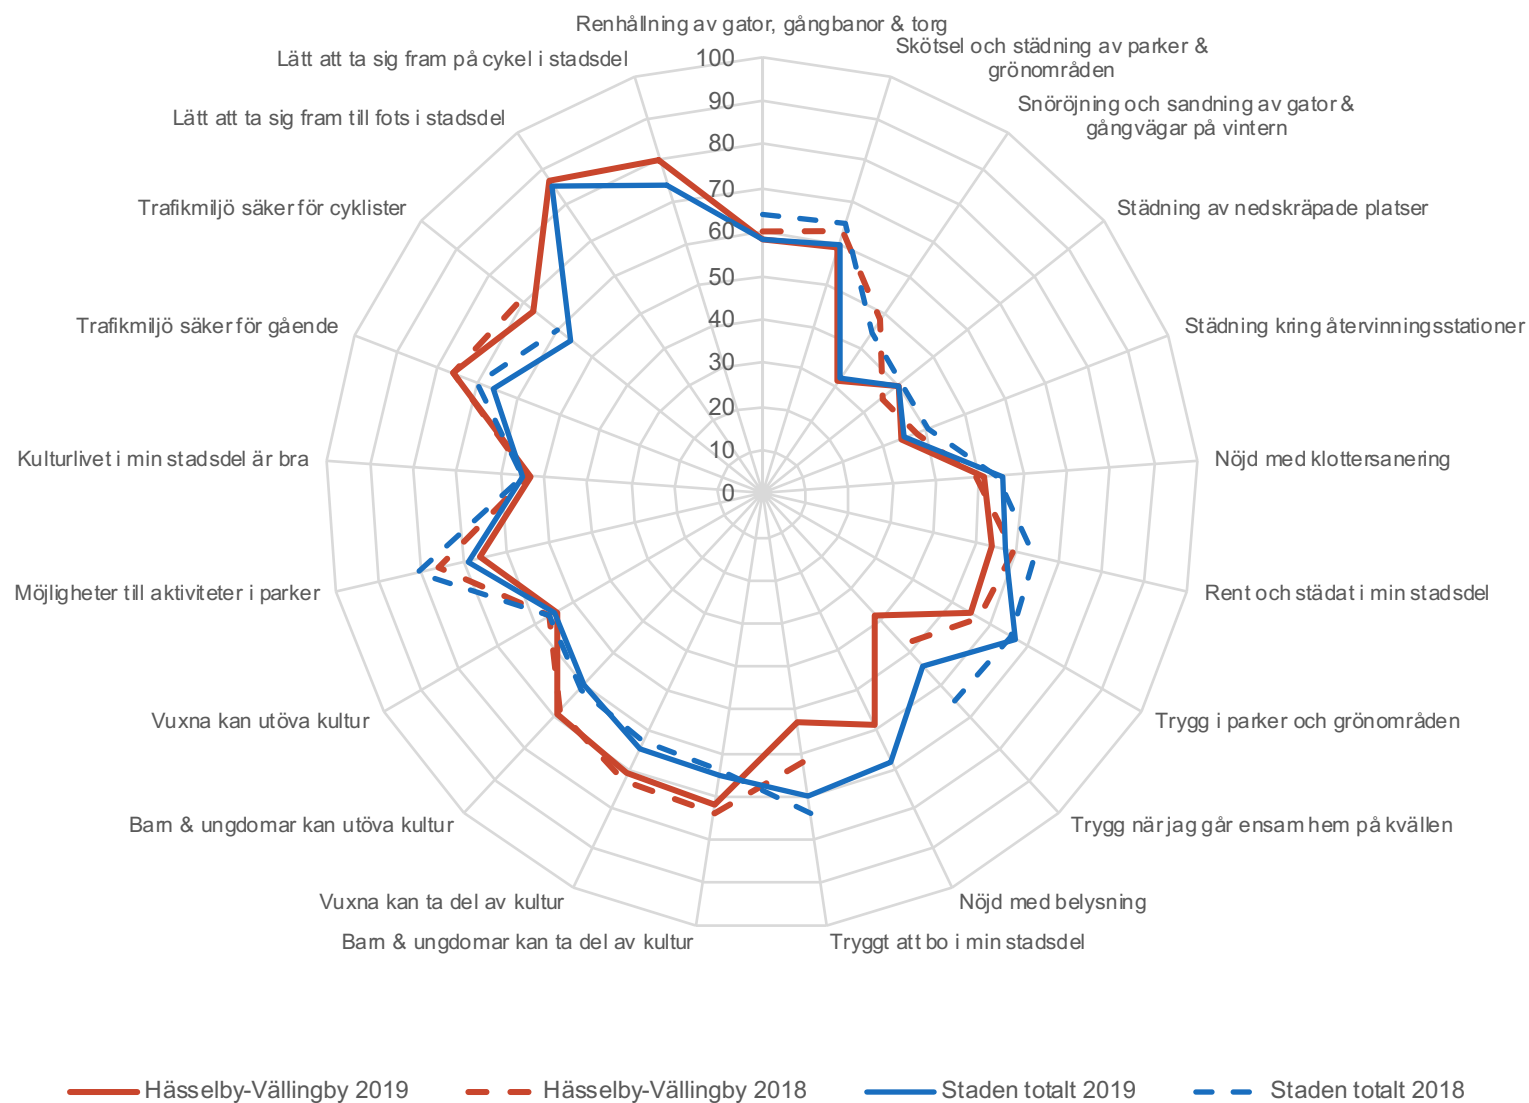 Renhållning av gator, gångbanor & torg
Lätt att ta sig fram på cykel i stadsdel
Skötsel och städning av parker &
grönområden
100
90
Snöröjning och sandning av gator &
gångvägar på vintern
Lätt att ta sig fram till fots i stadsdel
80
70
Trafikmiljö säker för cyklister
Städning av nedskräpade platser
60
50
Trafikmiljö säker för gående
Städning kring återvinningsstationer
40
30
20
Kulturlivet i min stadsdel är bra
10
Nöjd med klottersanering
0
Möjligheter till aktiviteter i parker
Rent och städat i min stadsdel
Vuxna kan utöva kultur
Trygg i parker och grönområden
Barn & ungdomar kan utöva kultur
Trygg när jag går ensam hem på kvällen
Vuxna kan ta del av kultur
Nöjd med belysning
Barn & ungdomar kan ta del av kultur
Tryggt att bo i min stadsdel
Hässelby-Vällingby 2019
Hässelby-Vällingby 2018
Staden totalt 2019
Staden totalt 2018